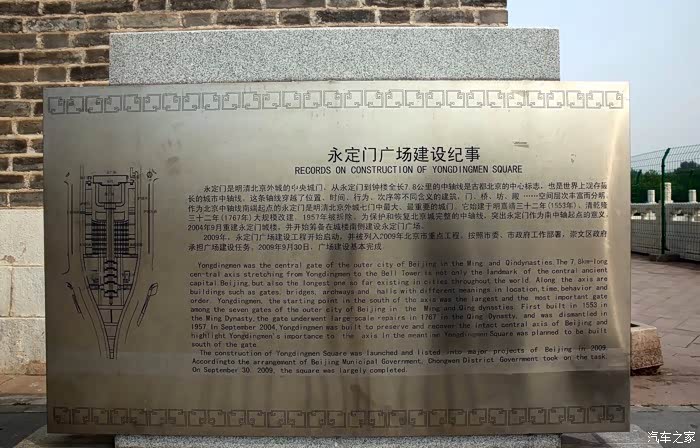 永定门广场建设纪事
RECORDS ON CONSTRUCTION OF YONGDINGMEN SQUARE
永定门是明清北京外城的中央城门，从永定门到钟楼全长7.8公里的中轴线是古都北京的中心标志，也是世界上现存最
长的城市中轴线，这条轴线穿越了位置、时间、行为、次序等不同含义的建筑，门、桥、坊、殿……空间层次丰富而分明，
作为北京中轴线南端起点的永定门是明清北京外城七门中最大、最重要的城门。它始建于明嘉靖三十二年(1553年)，清乾隆
三十二年(1767年)大规模改建，1957年被拆除。为保护和恢复北京城完整的中轴线，突出永定门作为南中轴起点的意义，
2004年9月重建永定门城楼，并开始筹备在城楼南侧建设永定门广场。
2009年，永定门广场建设工程开始启动，并被列入2009年北京市重点工程，按照市委、市政府工作部署，崇文区政府
承担广场建设任务，2009年9月30日，广场建设基本完成
Yongdingmen was the central gate of the outer city of Beijing in the Ming and Qindynasties.The 7.8km-long
cen-tral axis stretching from Yongdingmen to the Bell Tower is not only the landmark of the central ancient
capital Beijing,but also the longest one so far existing in cities throughout the world. Along the axis are
buildings such as gates, bridges, archways and halls with different meanings in location, time,behavior and
order. Yongdingmen, the starting point in the south of the axis was the largest and the most important gate
among the seven gates of the outer city of Beijing in the Ming and Qing dynasties. First built in 1553 in
the Ming Dynasty,the gate underwent large-scale repairs in 1767 in the Qing Dynasty, and was dismantled in
1957 In September 2004,Yongdingmen was built to preserve and recover the intact central axis of Beijing and
highlight Yongdingmen's importance to the axis in the meantime Yongdingmen Square was planned to be built
south of the gate.
The construction of Yongdingmen Square was launched and listed into major projects of Beijing in 2009.
Accordingto the arrangement of Beijing Municipal Government, Chongwen District Government took on the task.
On September 30, 2009, the square was largely completed.
汽车之家